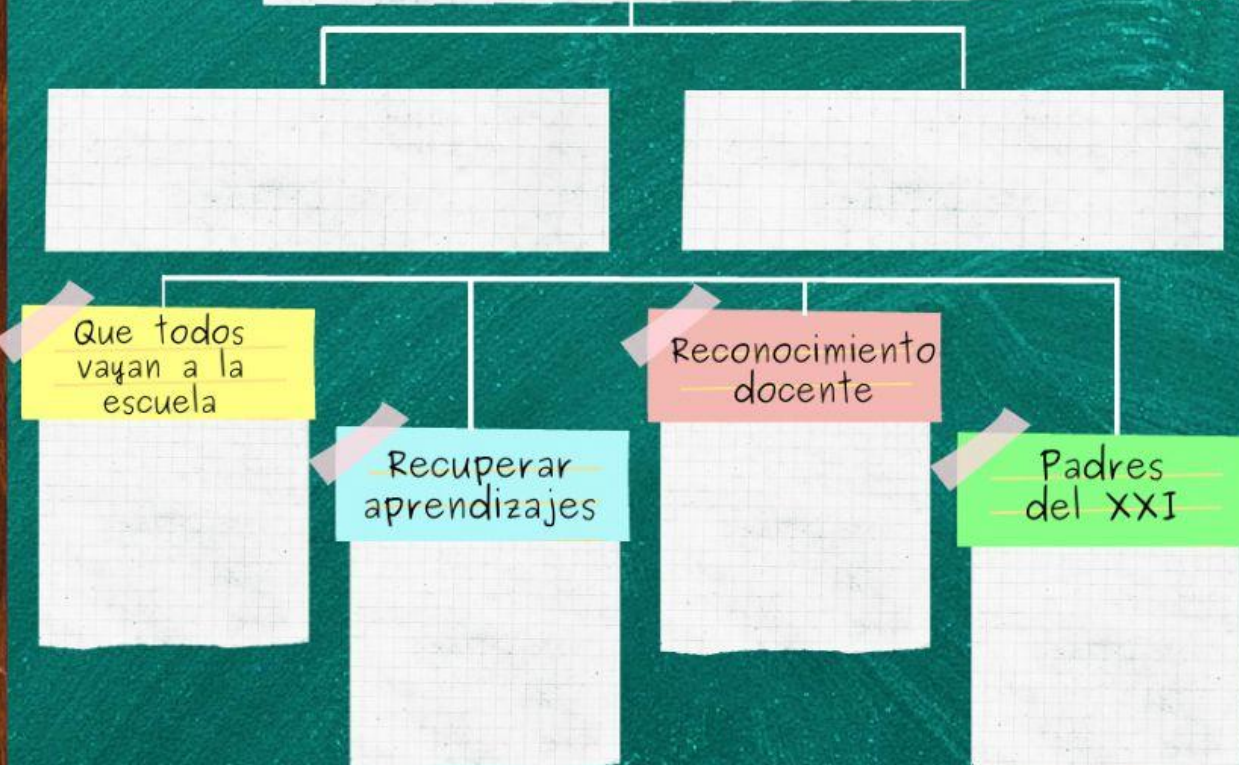 Que todos
vayan a la
escuela
Recuperar
aprendizajes
Reconocimiento
docente
Padres
del XXI